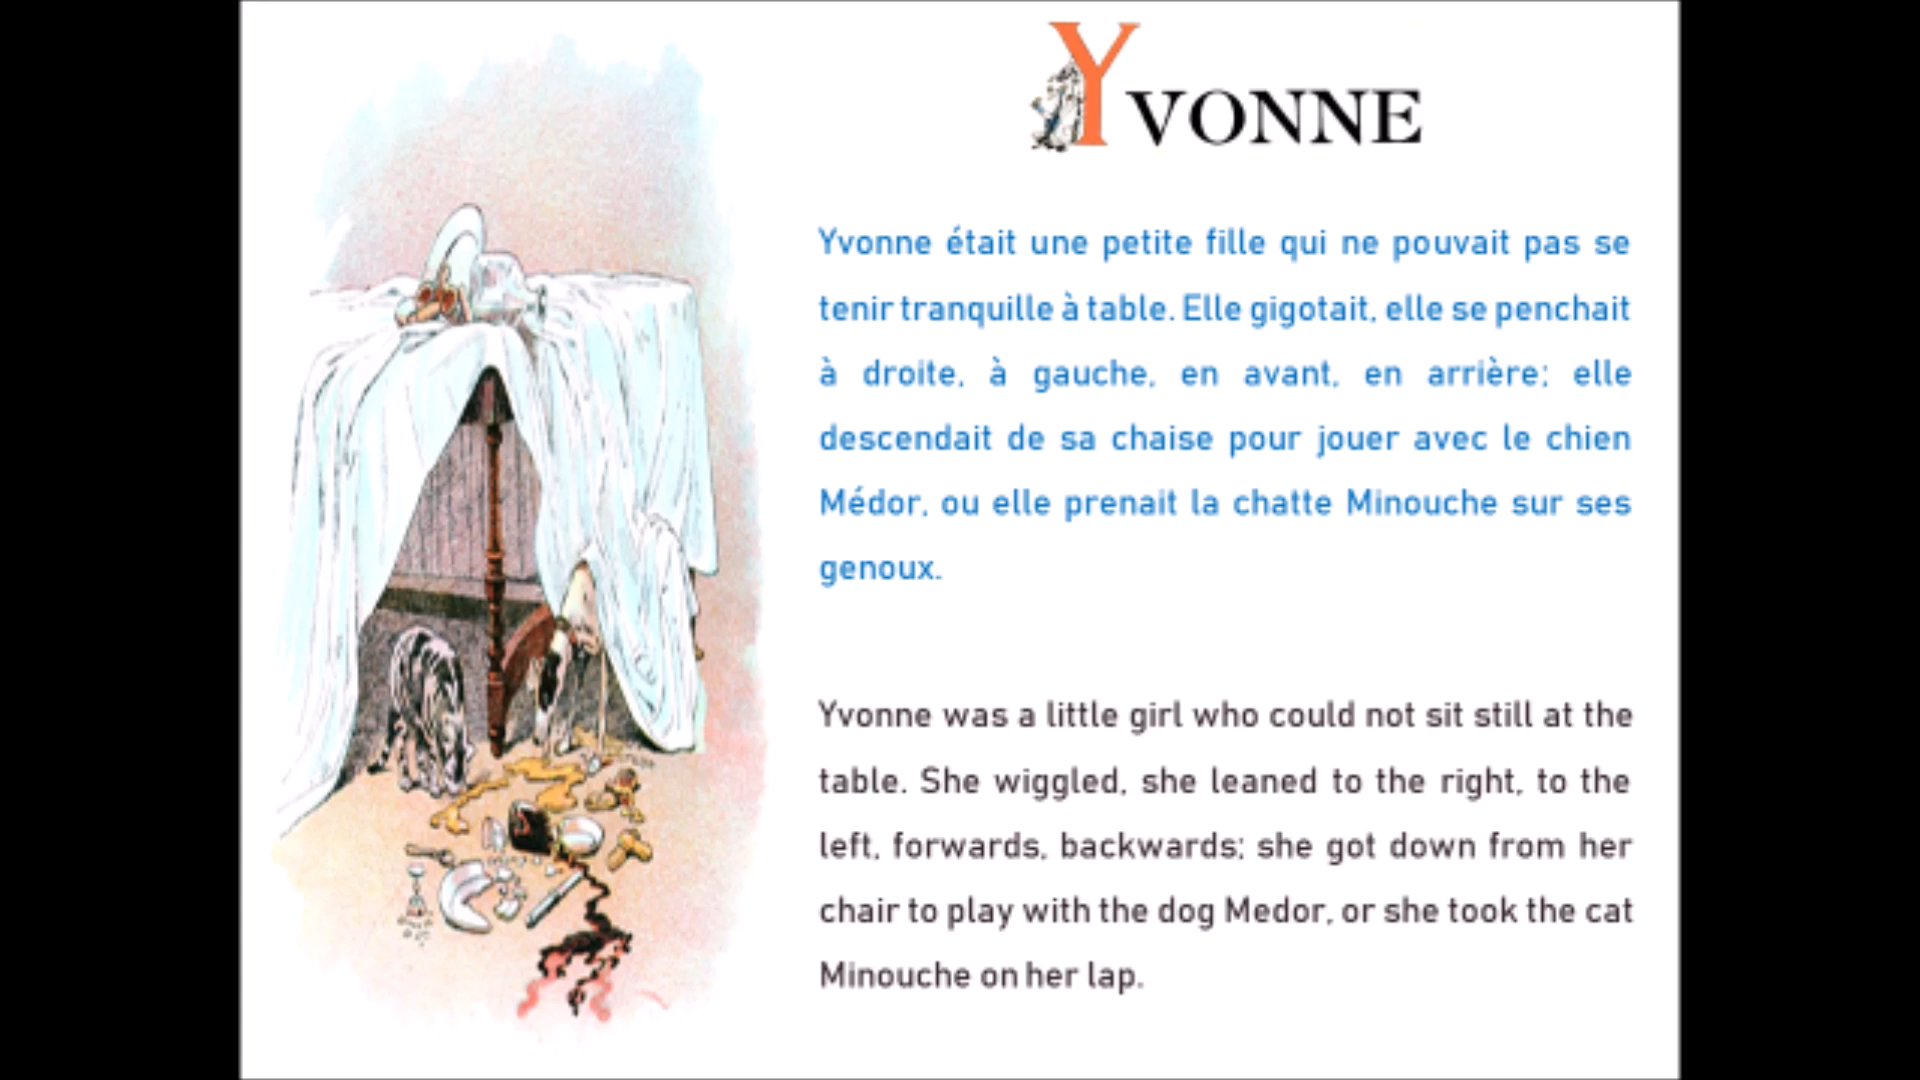 YVONNE
Yvonne était une petite fille qui ne pouvait pas se
tenir tranquille à table. Elle gigotait, elle se penchait
à droite, à gauche, en avant, en arrière; elle
descendait de sa chaise pour jouer avec le chien
Médor, ou elle prenait la chatte Minouche sur ses
genoux.
Yvonne was a little girl who could not sit still at the
table. She wiggled, she leaned to the right, to the
left, forwards, backwards; she got down from her
chair to play with the dog Medor, or she took the cat
Minouche on her lap.